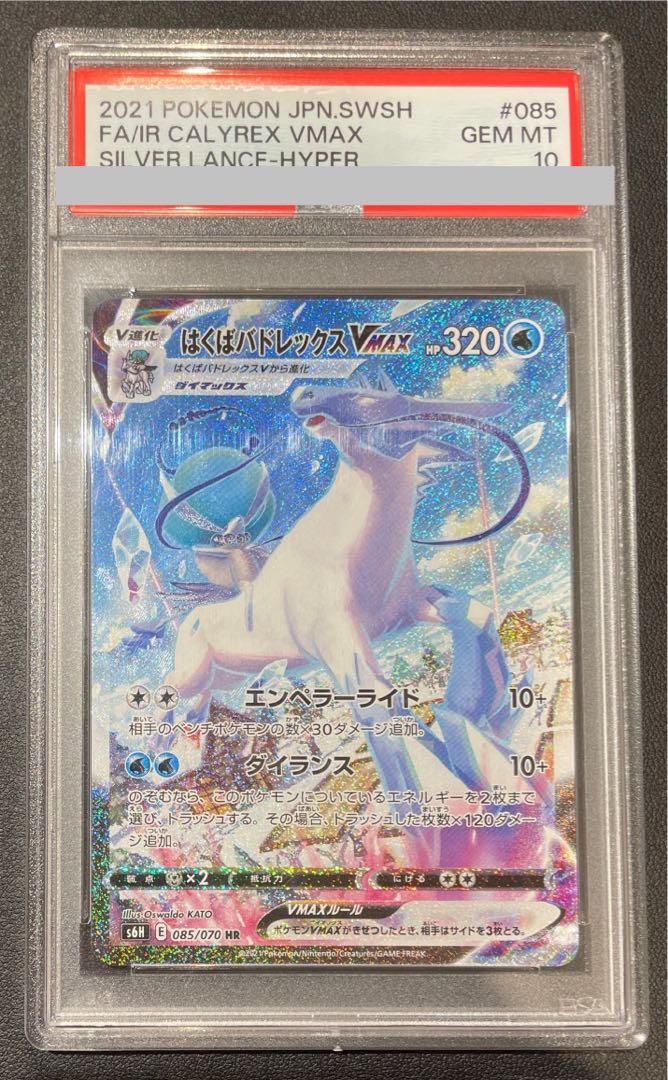 2021 POKEMON JPN.SWSH #085
FA/IR CALYREX VMAX GEM MT
SILVER LANCE-HYPER 10
V進化
はくばバドレックスVMAX HP320
はくばバドレックスVから進化
ダイマックス
エンペラーライド 10+
相手のベンチポケモンの数×30ダメージ追加。
ダイランス 10+
のぞむなら、このポケモンについているエネルギーを2枚まで
選び、トラッシュする。その場合、トラッシュした枚数×120ダメー
ジ追加。
弱点 ×2 抵抗力 にげる
Illus. Oswaldo KATO
VMAXルール
s6H E 085/070 HR
ポケモンVMAXがきぜつしたとき、相手はサイドを3枚とる。
©2021 Pokémon/Nintendo/Creatures/GAME FREAK.